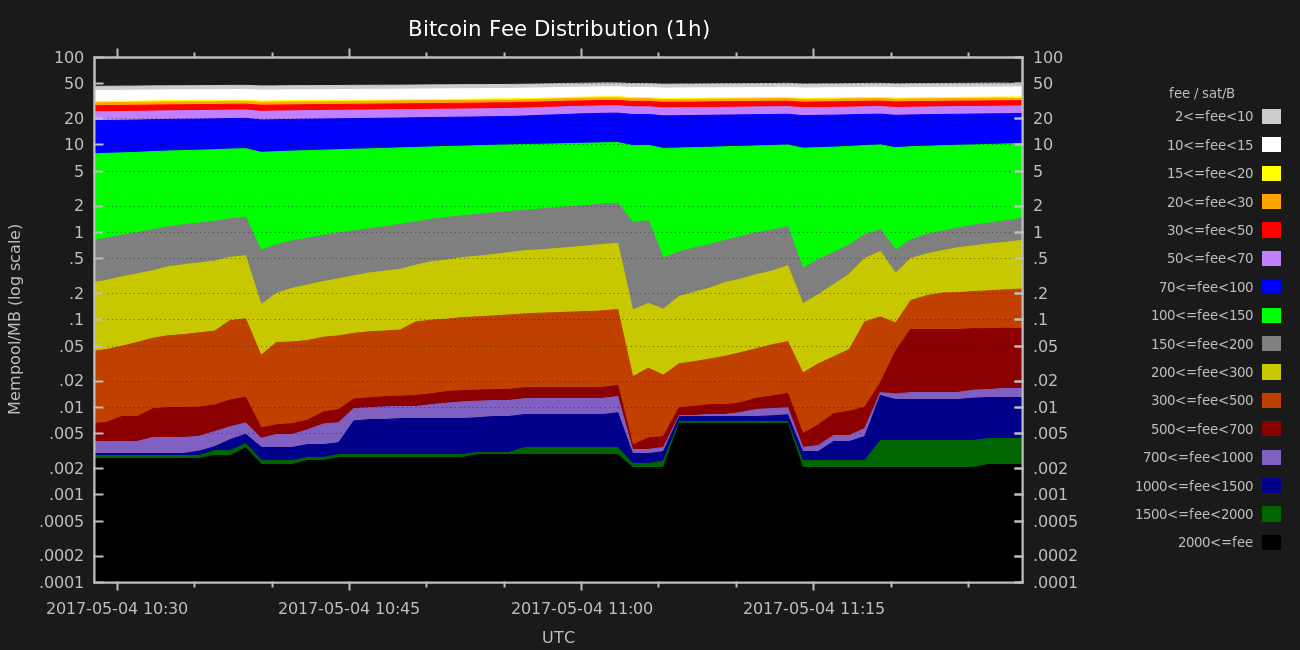 Bitcoin Fee Distribution (1h)
Mempool/MB (log scale)
100
50
20
10
5
2
1
.5
.2
.1
.05
.02
.01
.005
.002
.001
.0005
.0002
.0001
100
50
20
10
5
2
1
.5
.2
.1
.05
.02
.01
.005
.002
.001
.0005
.0002
.0001
2017-05-04 10:30
2017-05-04 10:45
2017-05-04 11:00
2017-05-04 11:15
UTC
fee / sat/B
2<=fee<10
10<=fee<15
15<=fee<20
20<=fee<30
30<=fee<50
50<=fee<70
70<=fee<100
100<=fee<150
150<=fee<200
200<=fee<300
300<=fee<500
500<=fee<700
700<=fee<1000
1000<=fee<1500
1500<=fee<2000
2000<=fee